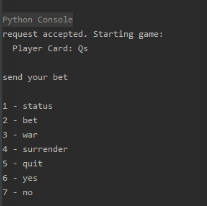 Python Console
request accepted. Starting game:
Player Card: Qs
send your bet
1 - status
2 - bet
3 - war
4 - surrender
5 - quit
6 - yes
7 - no